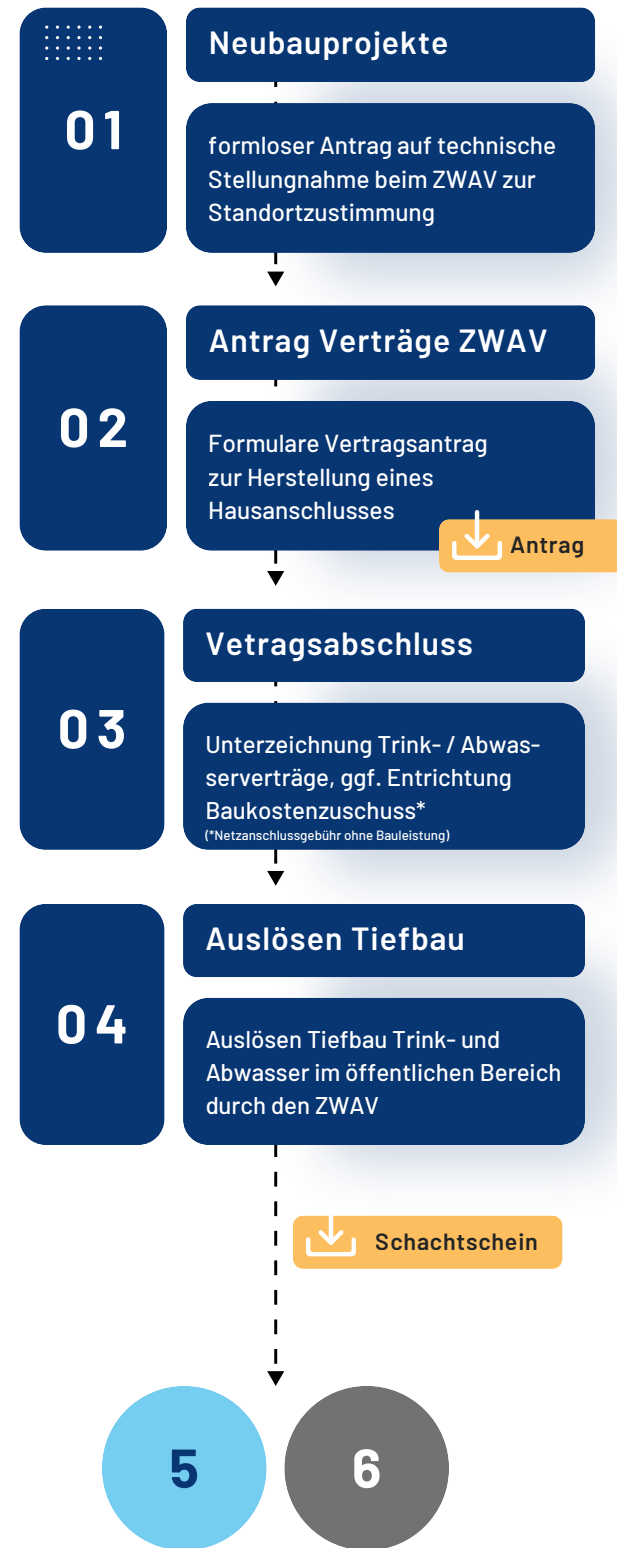 01
Neubauprojekte
formloser Antrag auf technische
Stellungnahme beim ZWAV zur
Standortzustimmung
02
Antrag Verträge ZWAV
Formulare Vertragsantrag
zur Herstellung eines
Hausanschlusses
Antrag
03
Vetragsabschluss
Unterzeichnung Trink- / Abwas-
serverträge, ggf. Entrichtung
Baukostenzuschuss*
(*Netzanschlussgebühr ohne Bauleistung)
04
Auslösen Tiefbau
Auslösen Tiefbau Trink- und
Abwasser im öffentlichen Bereich
durch den ZWAV
Schachtschein
5
6